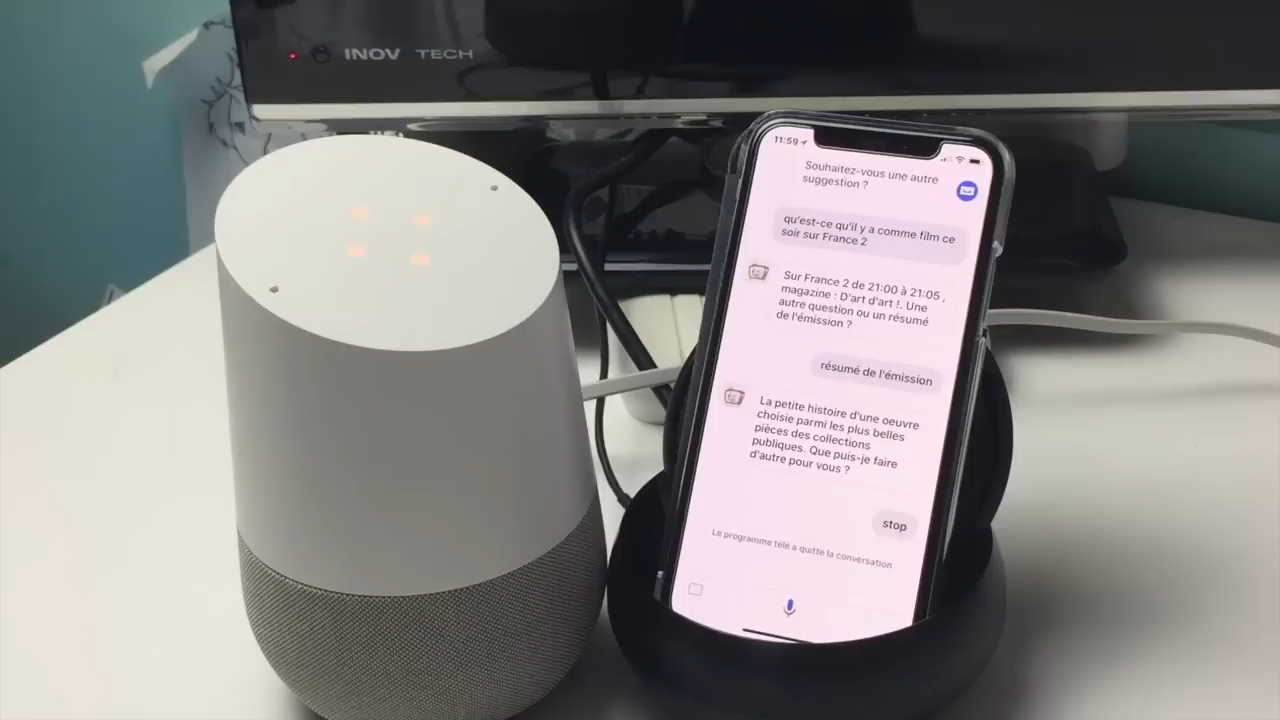 INOV TECH
11:59
Souhaitez-vous une autre
suggestion ?
qu'est-ce qu'il y a comme film ce
soir sur France 2
Sur France 2 de 21:00 à 21:05 ,
magazine : D'art d'art !. Une
autre question ou un résumé
de l'émission ?
résumé de l'émission
La petite histoire d'une oeuvre
choisie parmi les plus belles
pièces des collections
publiques. Que puis-je faire
d'autre pour vous ?
stop
Le programme télé a quitté la conversation